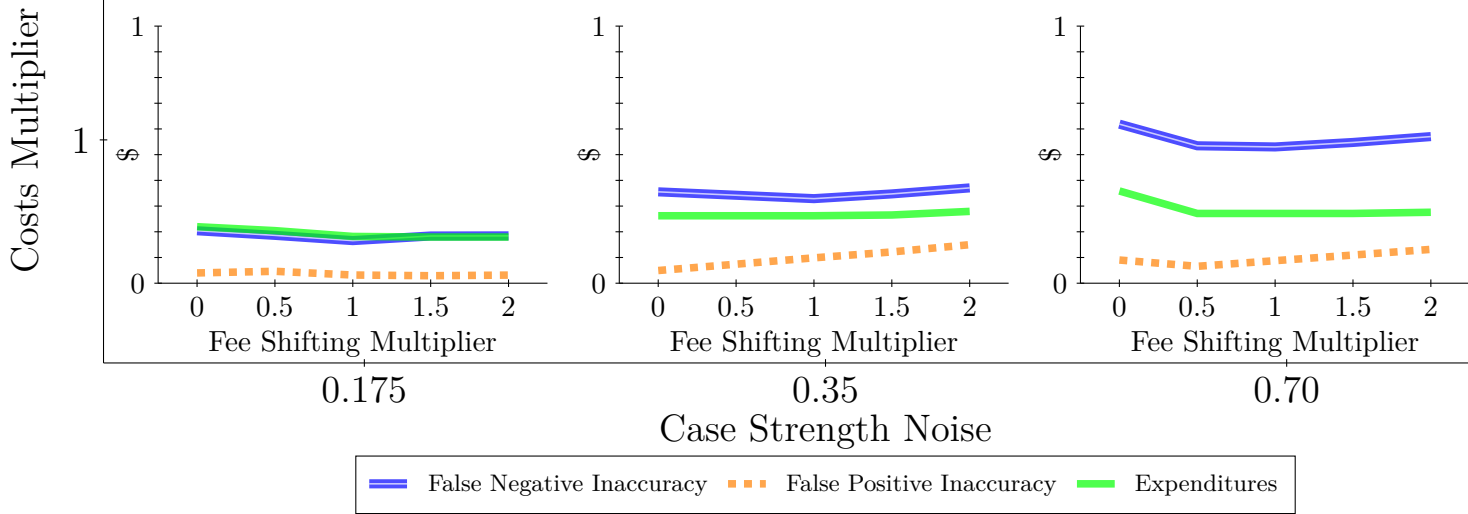 Costs Multiplier
1
1
$
0
0 0.5 1 1.5 2
Fee Shifting Multiplier
1
$
0
0 0.5 1 1.5 2
Fee Shifting Multiplier
1
$
0
0 0.5 1 1.5 2
Fee Shifting Multiplier
0.175 0.35 0.70
Case Strength Noise
False Negative Inaccuracy False Positive Inaccuracy Expenditures